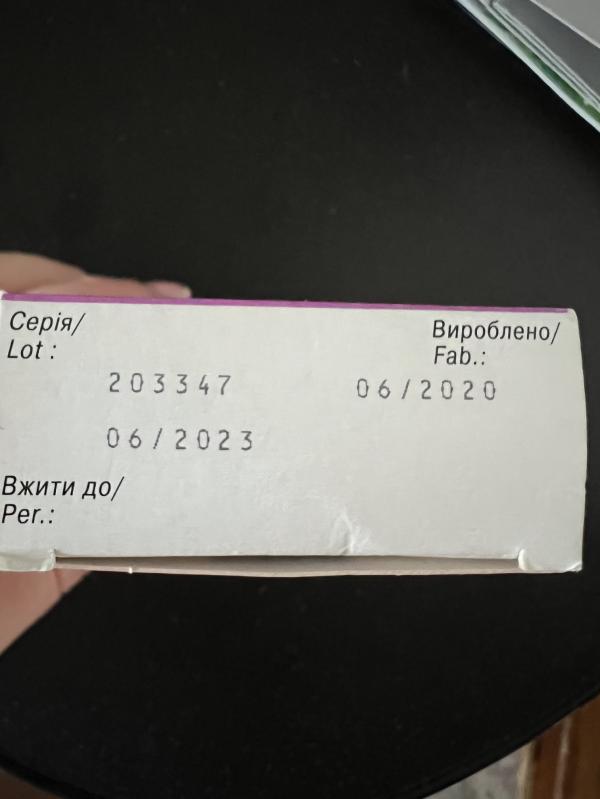 Серія/
Lot :
203347
06/2023
Вжити до/
Per.:
Вироблено/
Fab.:
06/2020